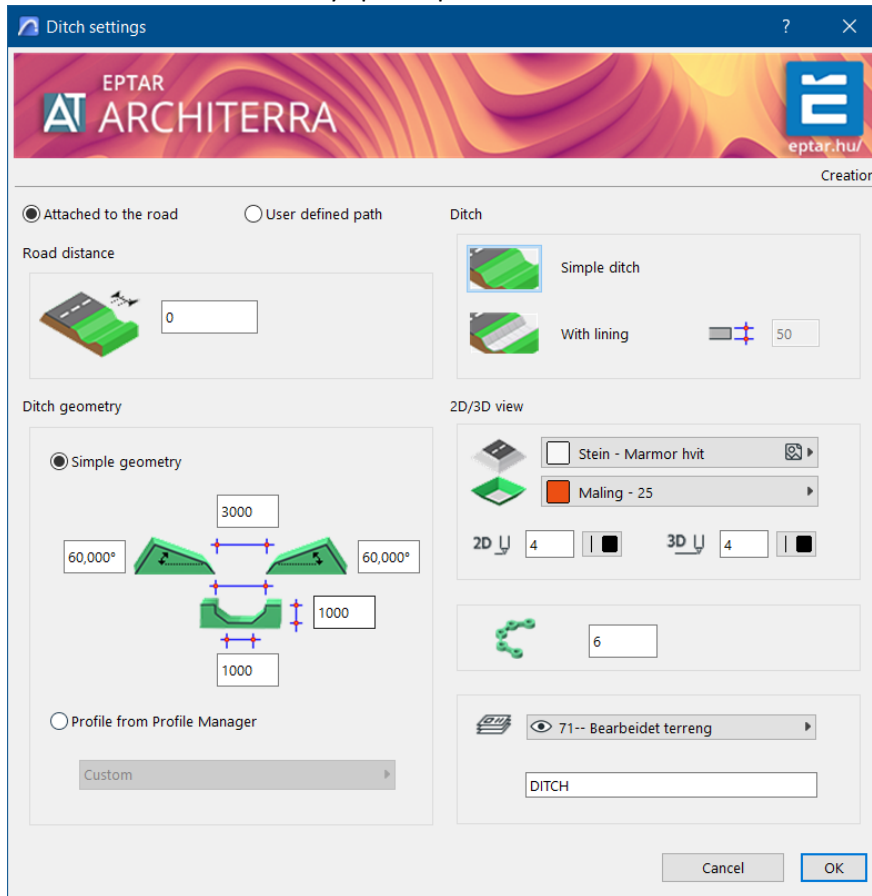 Ditch settings
?
EPTAR
AT ARCHITERRA
eptar.hu/
Creation
Attached to the road
User defined path
Ditch
Road distance
0
Simple ditch
With lining
50
Ditch geometry
2D/3D view
Simple geometry
3000
60,000°
60,000°
1000
1000
Stein - Marmor hvit
Maling - 25
2D
4
3D
4
6
Profile from Profile Manager
Custom
71-- Bearbeidet terreng
DITCH
Cancel
OK